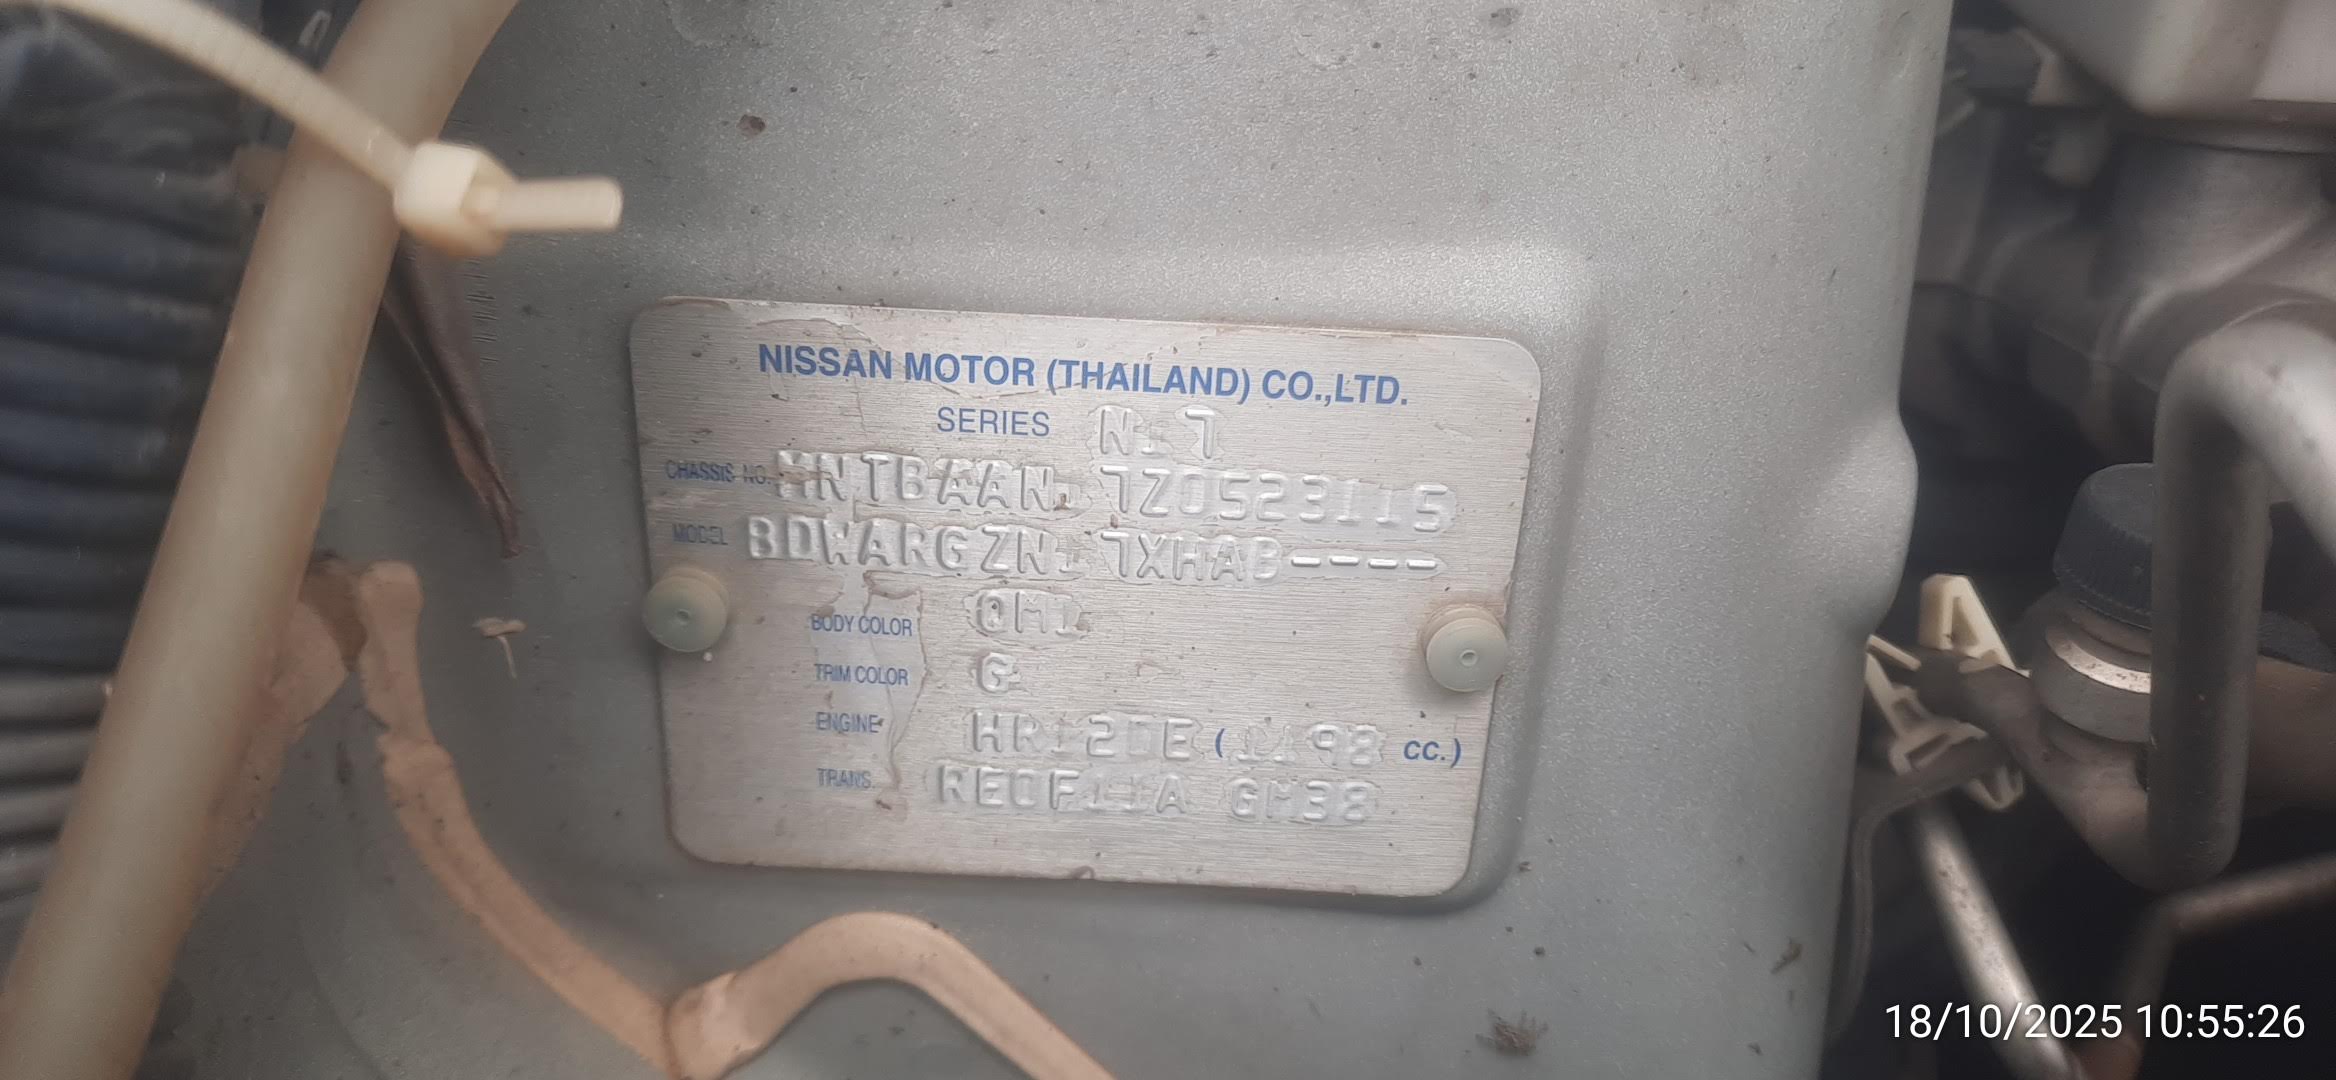 NISSAN MOTOR (THAILAND) CO.,LTD.
SERIES N17
CHASSIS NO. MNTBAAN17Z0523115
MODEL BDWARGZN17XHAB----
BODY COLOR
TRIM COLOR G
ENGINE HR12DE (1198 CC.)
TRANS. RE0F11A GH38
18/10/2025 10:55:26